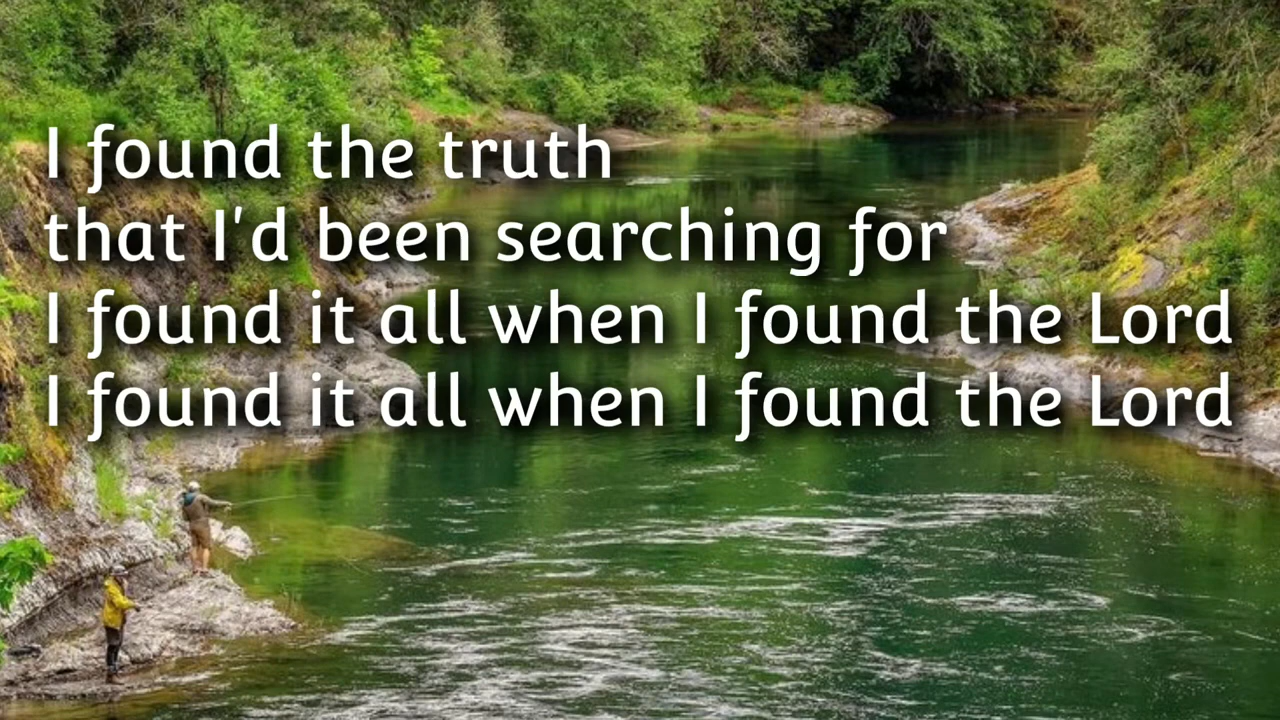 I found the truth
that I'd been searching for
I found it all when I found the Lord
I found it all when I found the Lord